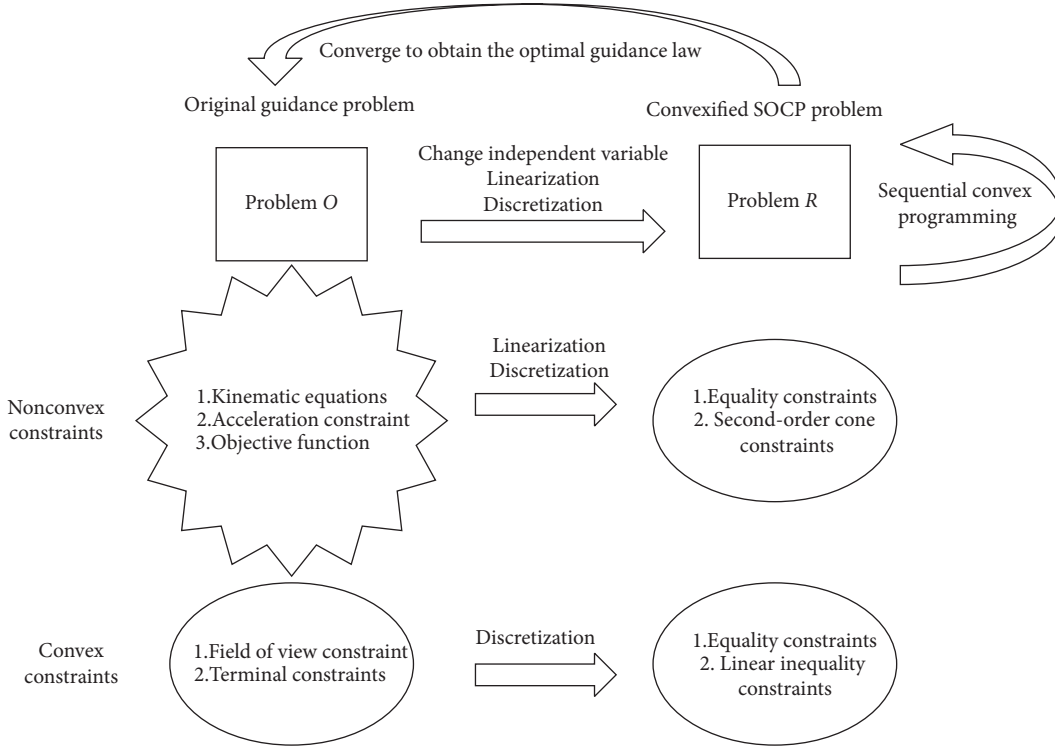 Converge to obtain the optimal guidance law
Original guidance problem
Convexified SOCP problem
Problem O
Change independent variable
Linearization
Discretization
Problem R
Sequential convex
programming
Nonconvex
constraints
1.Kinematic equations
2.Acceleration constraint
3.Objective function
Linearization
Discretization
1.Equality constraints
2. Second-order cone
constraints
Convex
constraints
1.Field of view constraint
2.Terminal constraints
Discretization
1.Equality constraints
2. Linear inequality
constraints